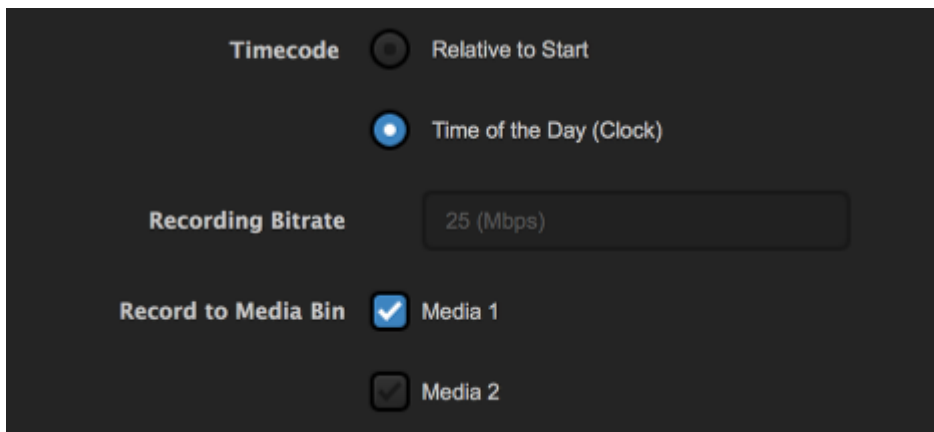 Timecode Relative to Start
Time of the Day (Clock)
Recording Bitrate 25 (Mbps)
Record to Media Bin Media 1
Media 2